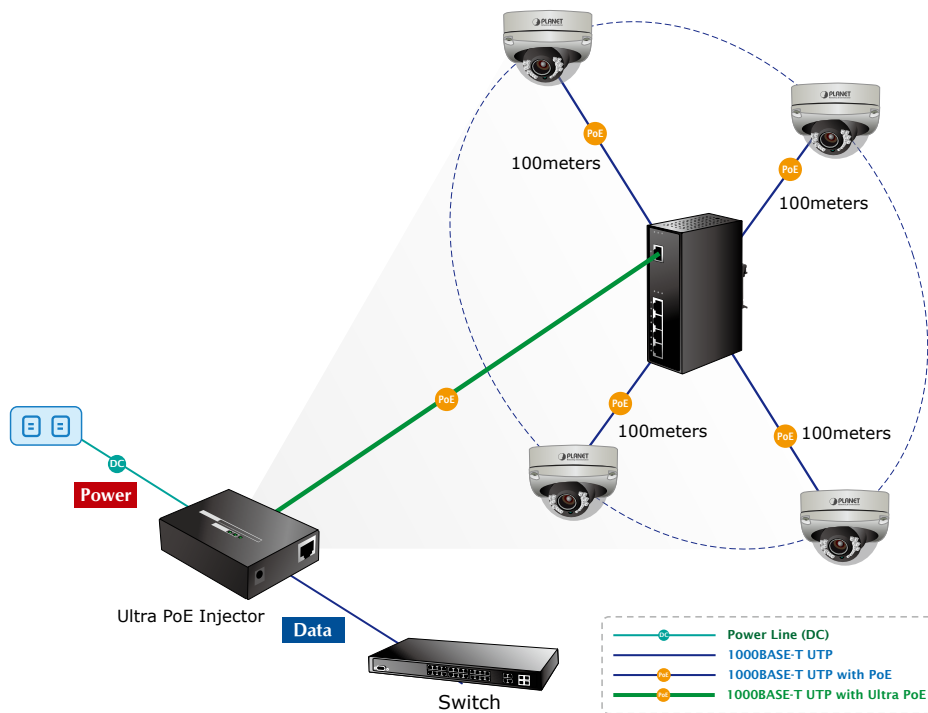 PLANET
PLANET
PoE
100meters
PoE
100meters
PoE
PoE
100meters
PoE
100meters
PLANET
PLANET
DC
Power
Ultra PoE Injector
Data
Switch
DC
Power Line (DC)
1000BASE-T UTP
PoE
1000BASE-T UTP with PoE
PoE
1000BASE-T UTP with Ultra PoE